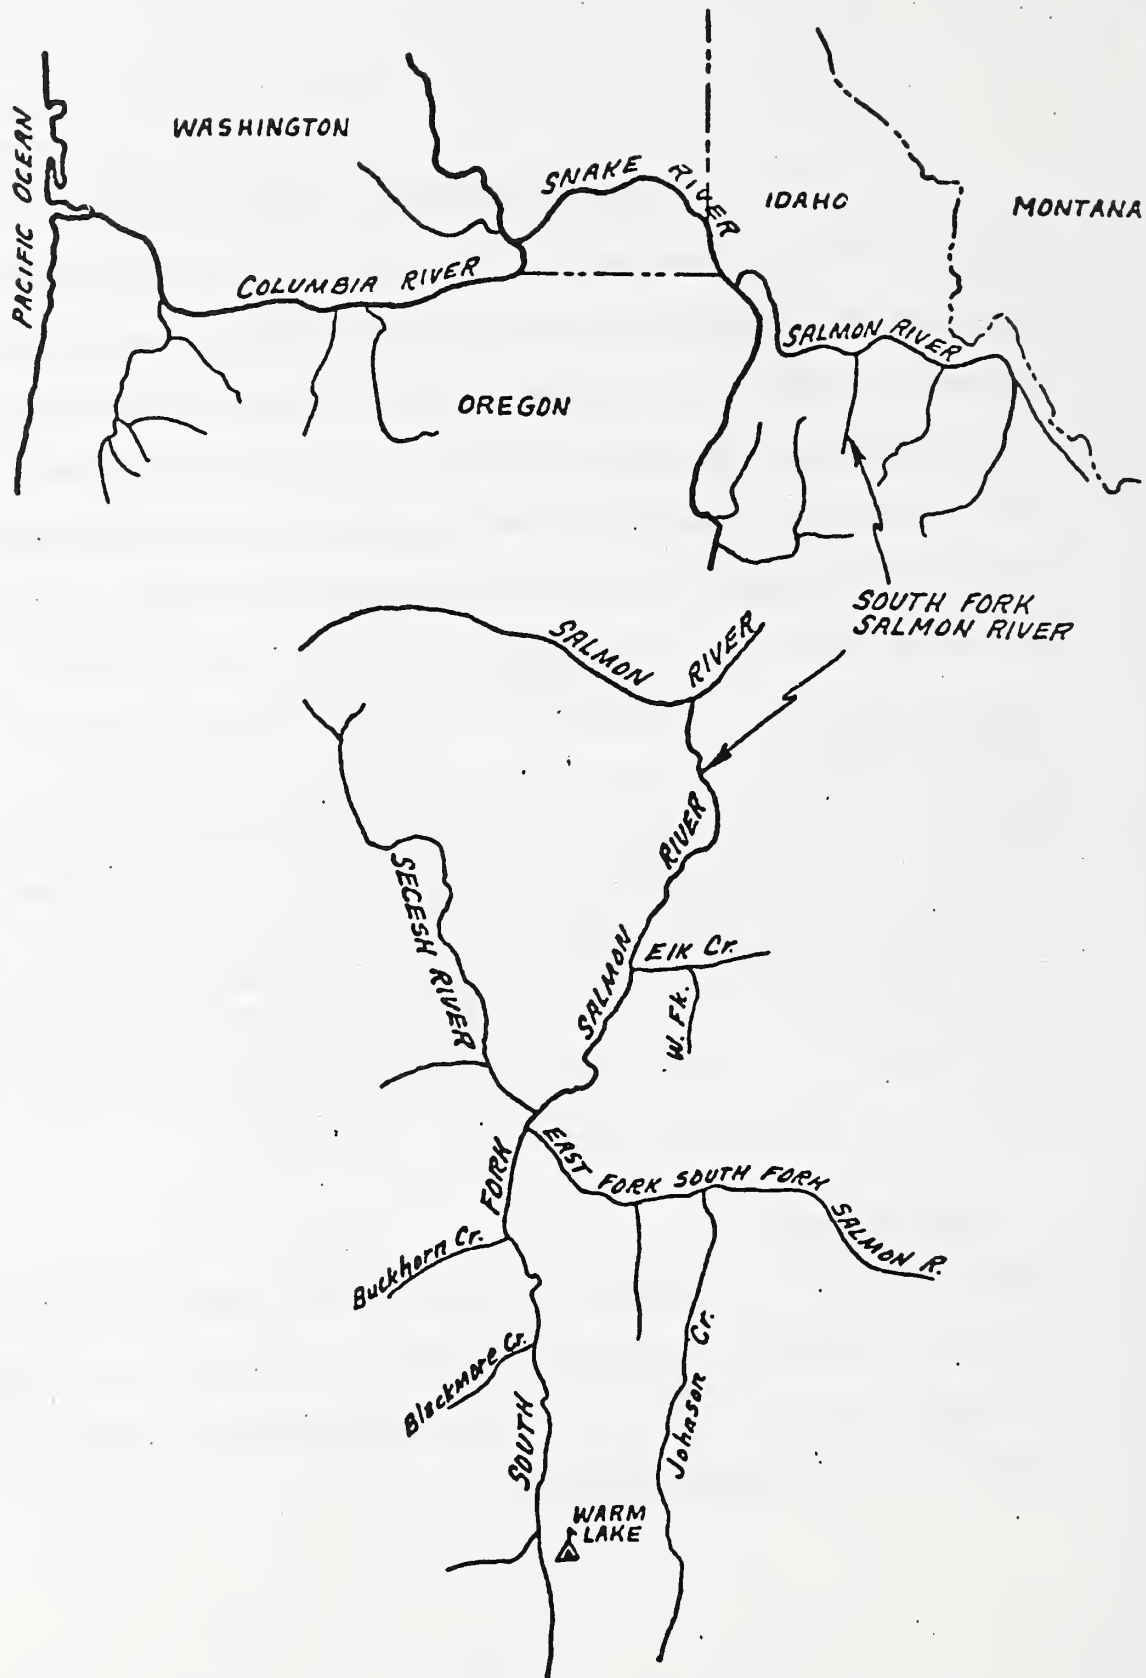 WASHINGTON
PACIFIC OCEAN
SNAKE RIVER
IDAHO
MONTANA
COLUMBIA RIVER
SALMON RIVER
OREGON
SOUTH FORK
SALMON RIVER
SALMON RIVER
SECESH RIVER
SOUTH FORK SALMON RIVER
Elk Cr.
W. Fk.
EAST FORK SOUTH FORK SALMON R.
Buckhorn Cr.
Blackmore Cr.
Johnson Cr.
WARM
LAKE